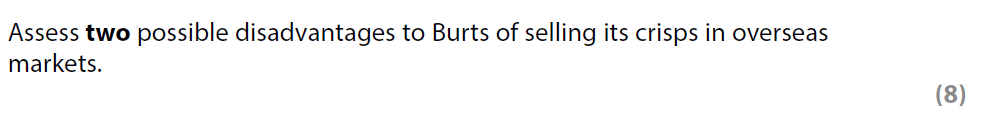 Assess two possible disadvantages to Burts of selling its crisps in overseas
markets.
(8)